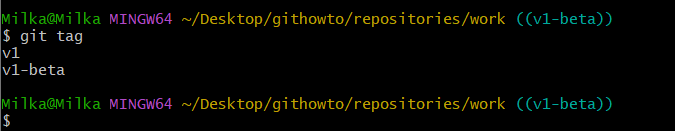 Milka@Milka MINGW64 ~/Desktop/githowto/repositories/work ((v1-beta))
$ git tag
v1
v1-beta
Milka@Milka MINGW64 ~/Desktop/githowto/repositories/work ((v1-beta))
$